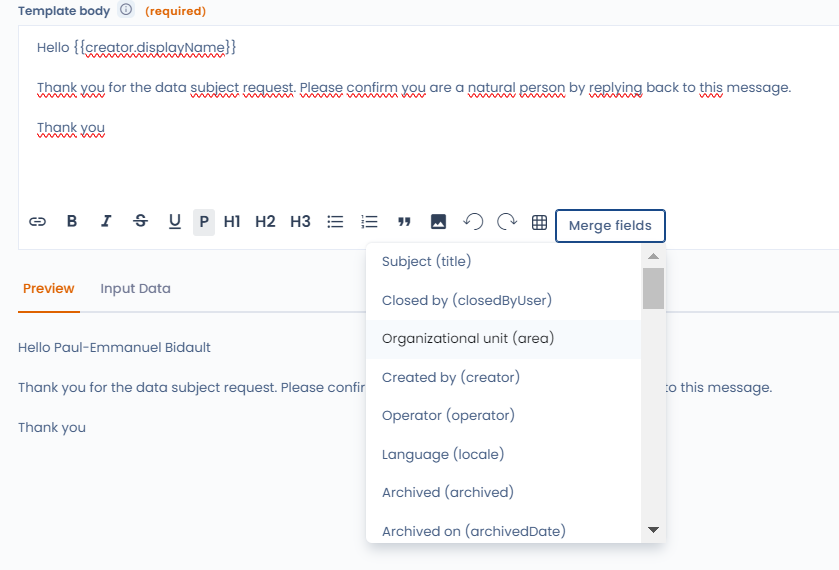 Template body (required)
Hello {{creator.displayName}}
Thank you for the data subject request. Please confirm you are a natural person by replying back to this message.
Thank you
B I S U P H1 H2 H3 Merge fields
Subject (title)
Closed by (closedByUser)
Organizational unit (area)
Created by (creator)
Operator (operator)
Language (locale)
Archived (archived)
Archived on (archivedDate)
Preview Input Data
Hello Paul-Emmanuel Bidault
Thank you for the data subject request. Please confir to this message.
Thank you